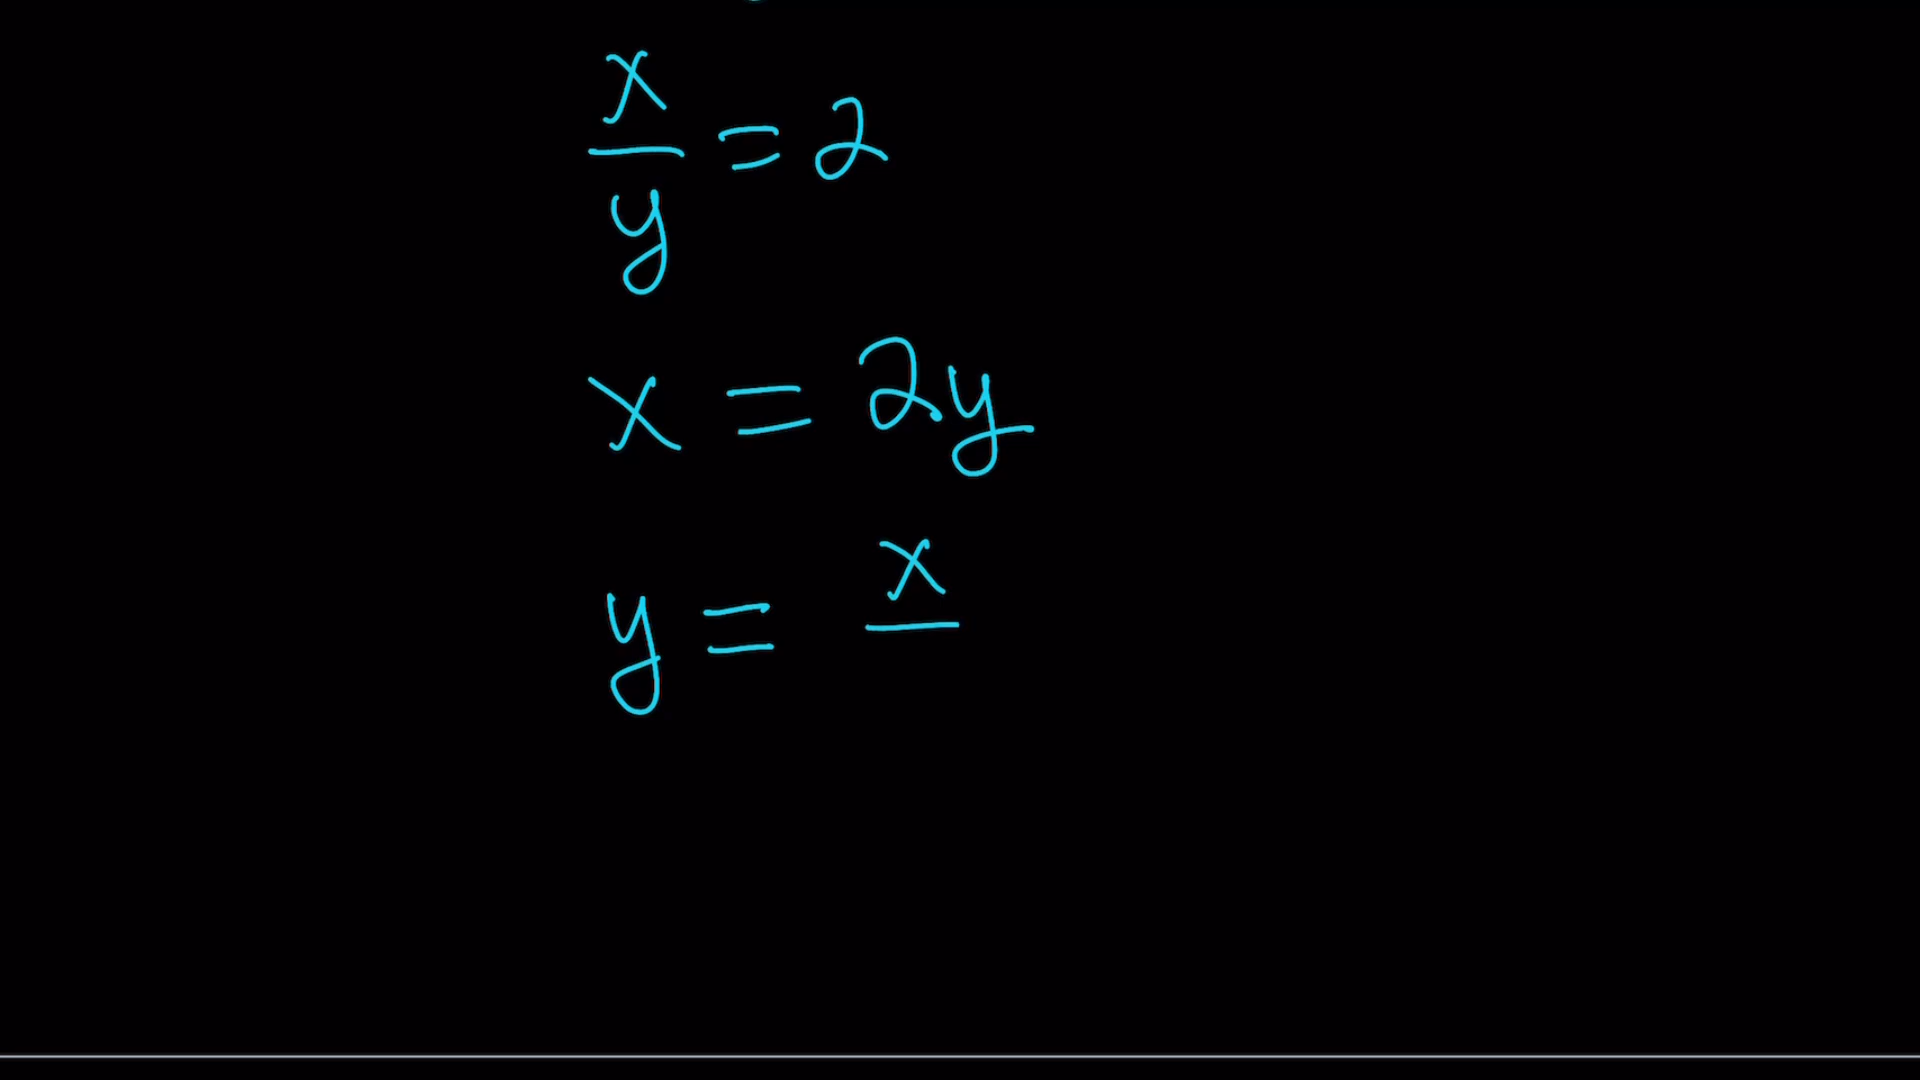 x/y = 2
x = 2y
y = x/